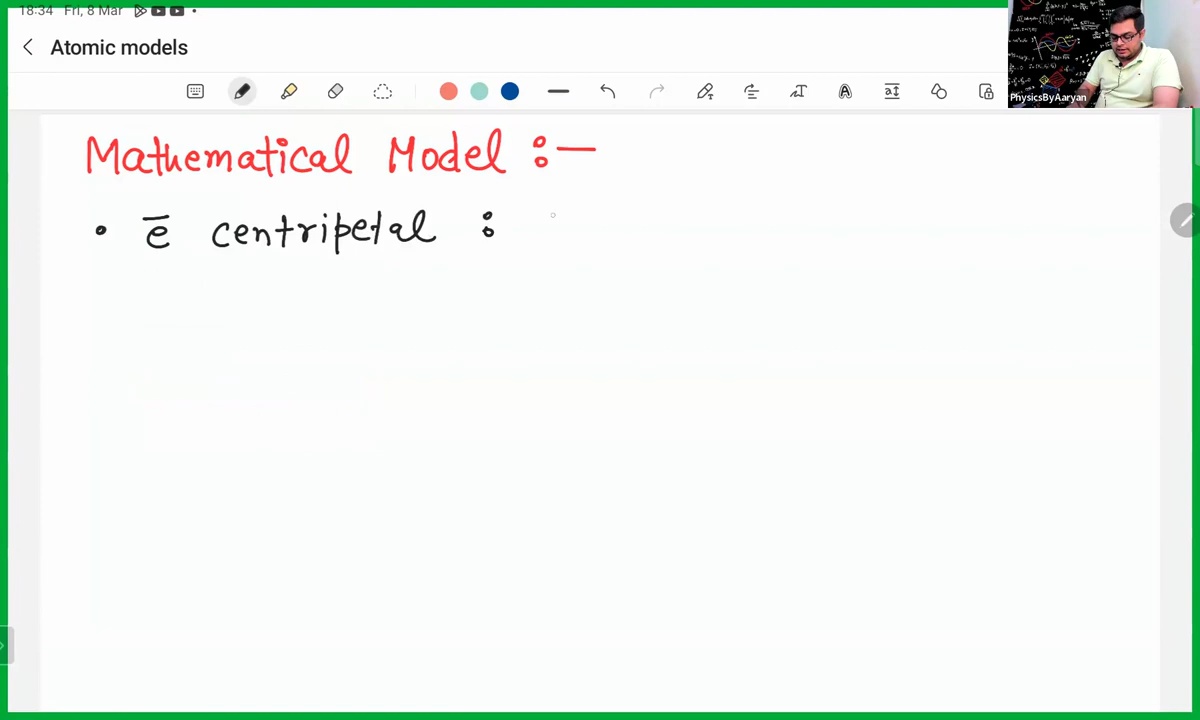 18:34 Fri, 8 Mar
Atomic models
PhysicsByAaryan
Mathematical Model :-
• e̅ centripetal :